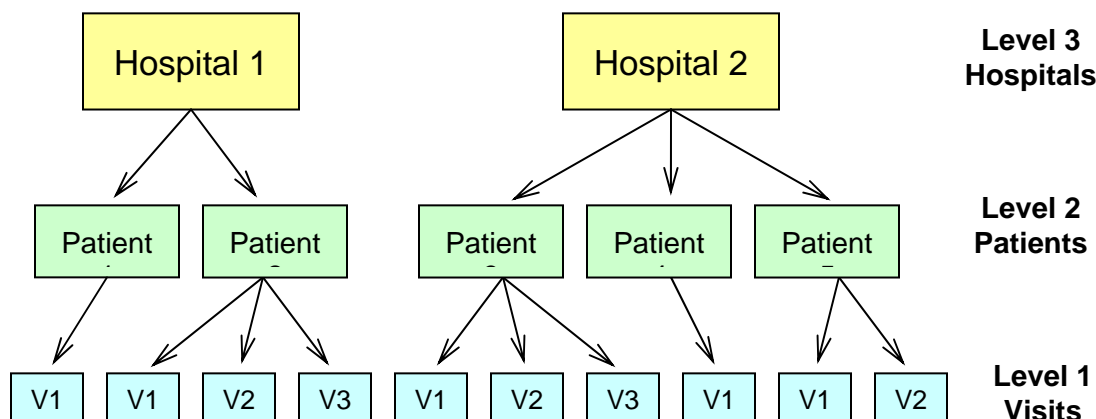 Hospital 1
Hospital 2
Level 3
Hospitals
Patient
Patient
Patient
Patient
Patient
Level 2
Patients
V1
V1
V2
V3
V1
V2
V3
V1
V1
V2
Level 1
Visits